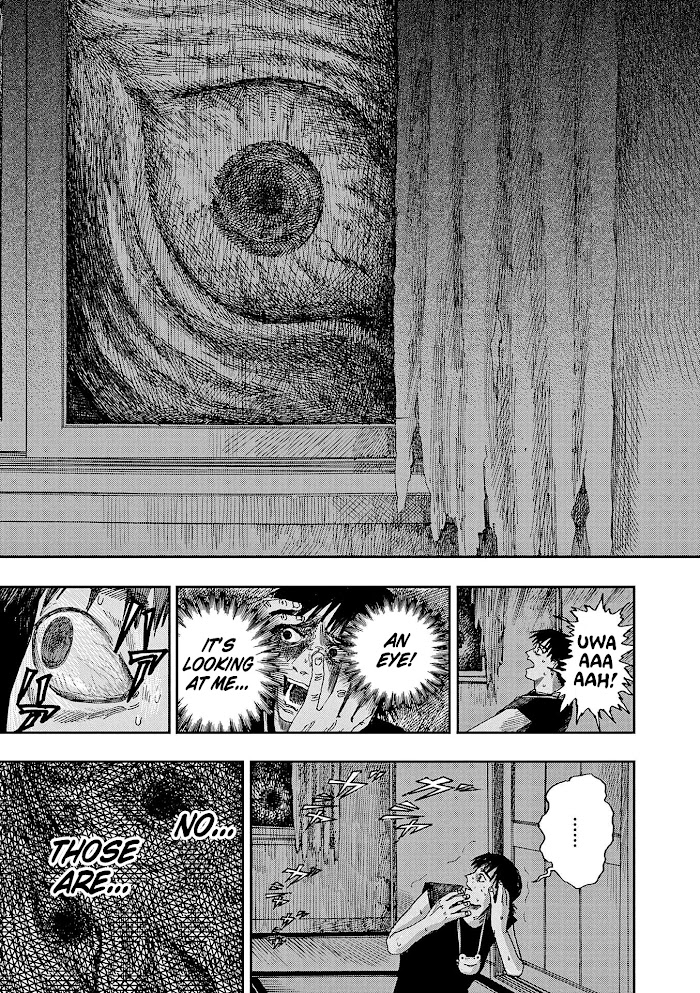 UWA
AAA
AAH!
AN
EYE!
IT'S
LOOKING
AT ME...
......
NO...
THOSE
ARE...